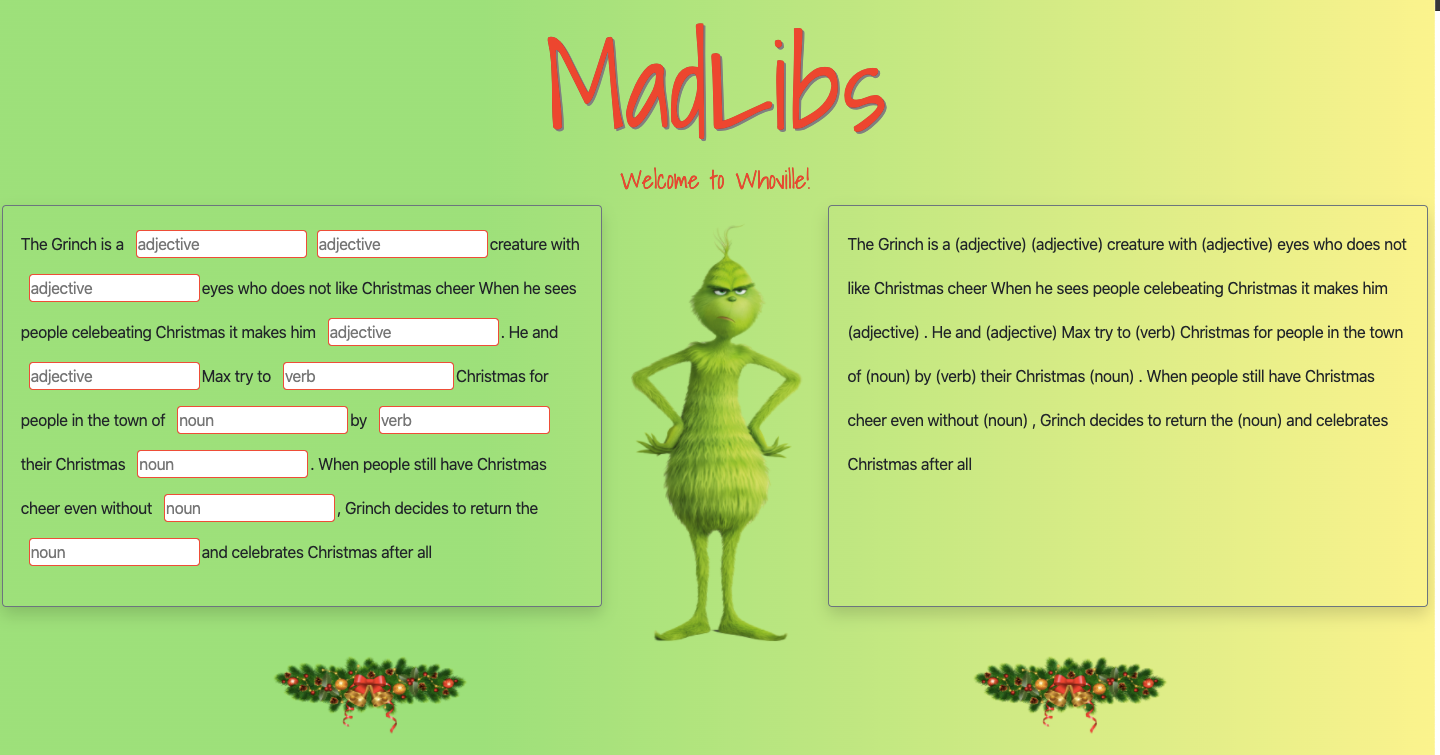 MadLibs
Welcome to Whoville!
The Grinch is a adjective adjective creature with
adjective eyes who does not like Christmas cheer When he sees
people celebeating Christmas it makes him adjective . He and
adjective Max try to verb Christmas for
people in the town of noun by verb
their Christmas noun . When people still have Christmas
cheer even without noun , Grinch decides to return the
noun and celebrates Christmas after all
The Grinch is a (adjective) (adjective) creature with (adjective) eyes who does not
like Christmas cheer When he sees people celebeating Christmas it makes him
(adjective) . He and (adjective) Max try to (verb) Christmas for people in the town
of (noun) by (verb) their Christmas (noun) . When people still have Christmas
cheer even without (noun) , Grinch decides to return the (noun) and celebrates
Christmas after all